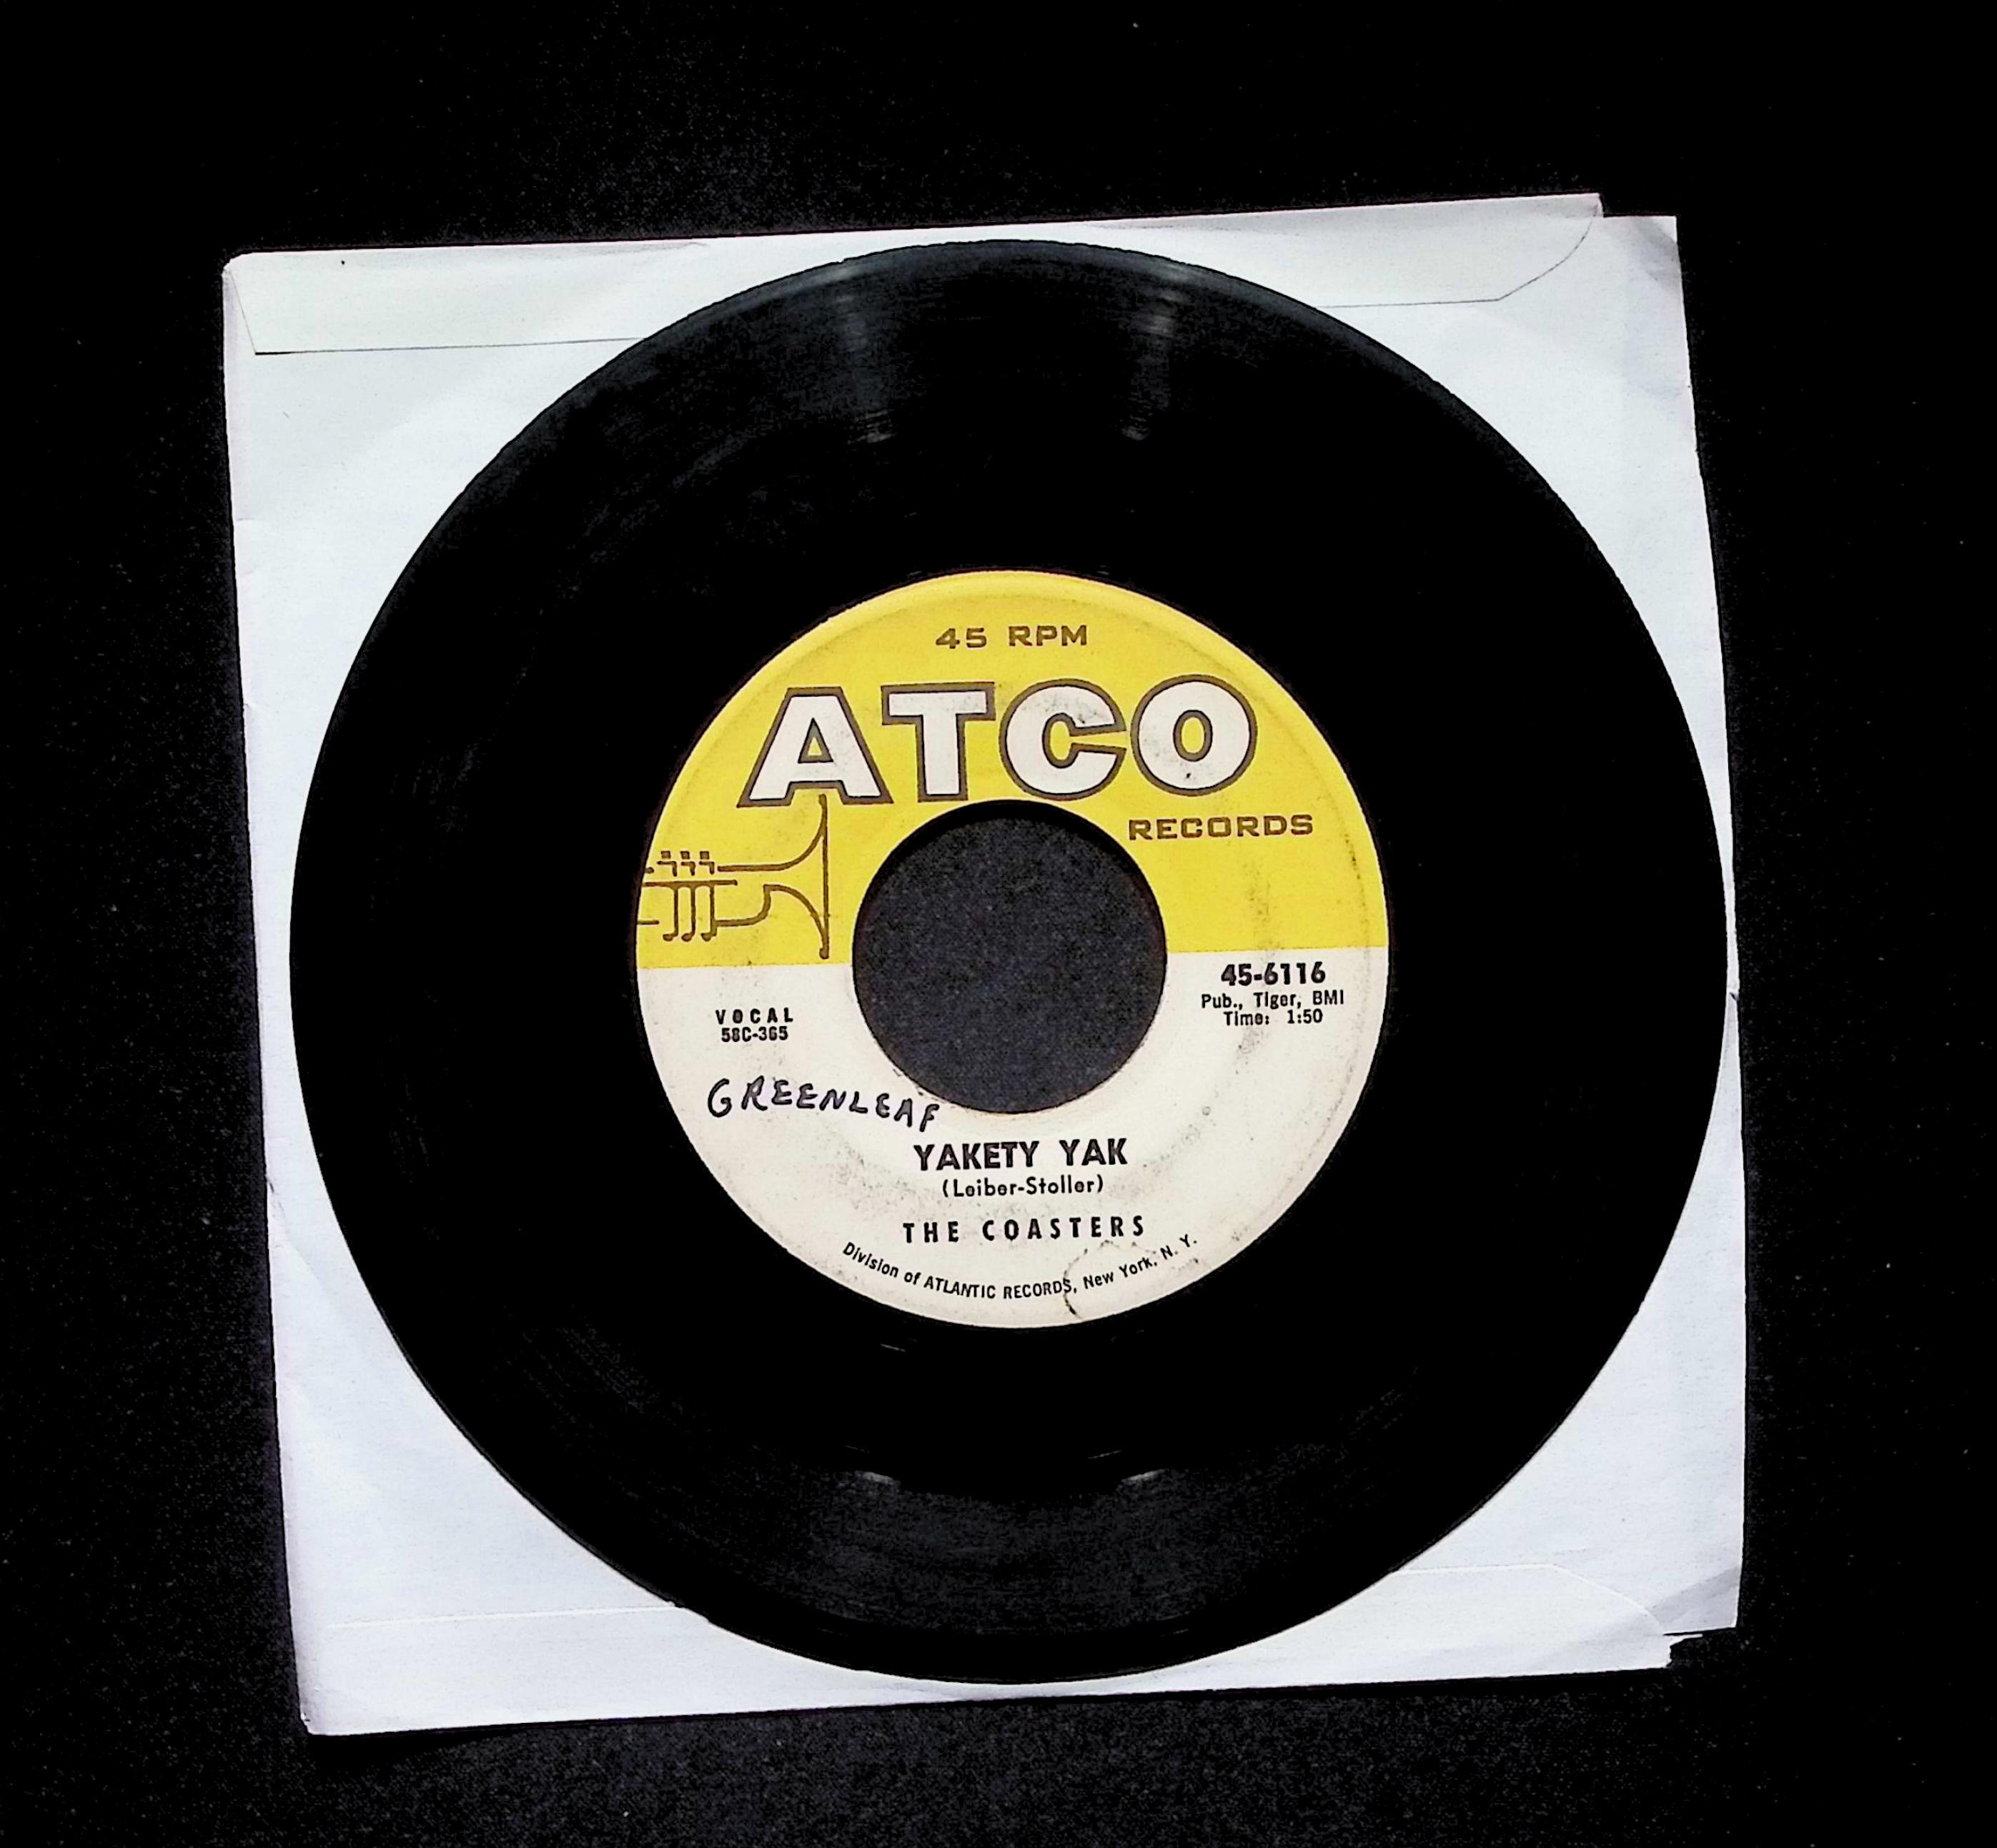 45 RPM
ATCO
RECORDS
45-6116
Pub., Tiger, BMI
Time: 1:50
VOCAL
58C-365
GREENLEAF
YAKETY YAK
(Leiber-Stoller)
THE COASTERS
Division of ATLANTIC RECORDS, New York, N. Y.